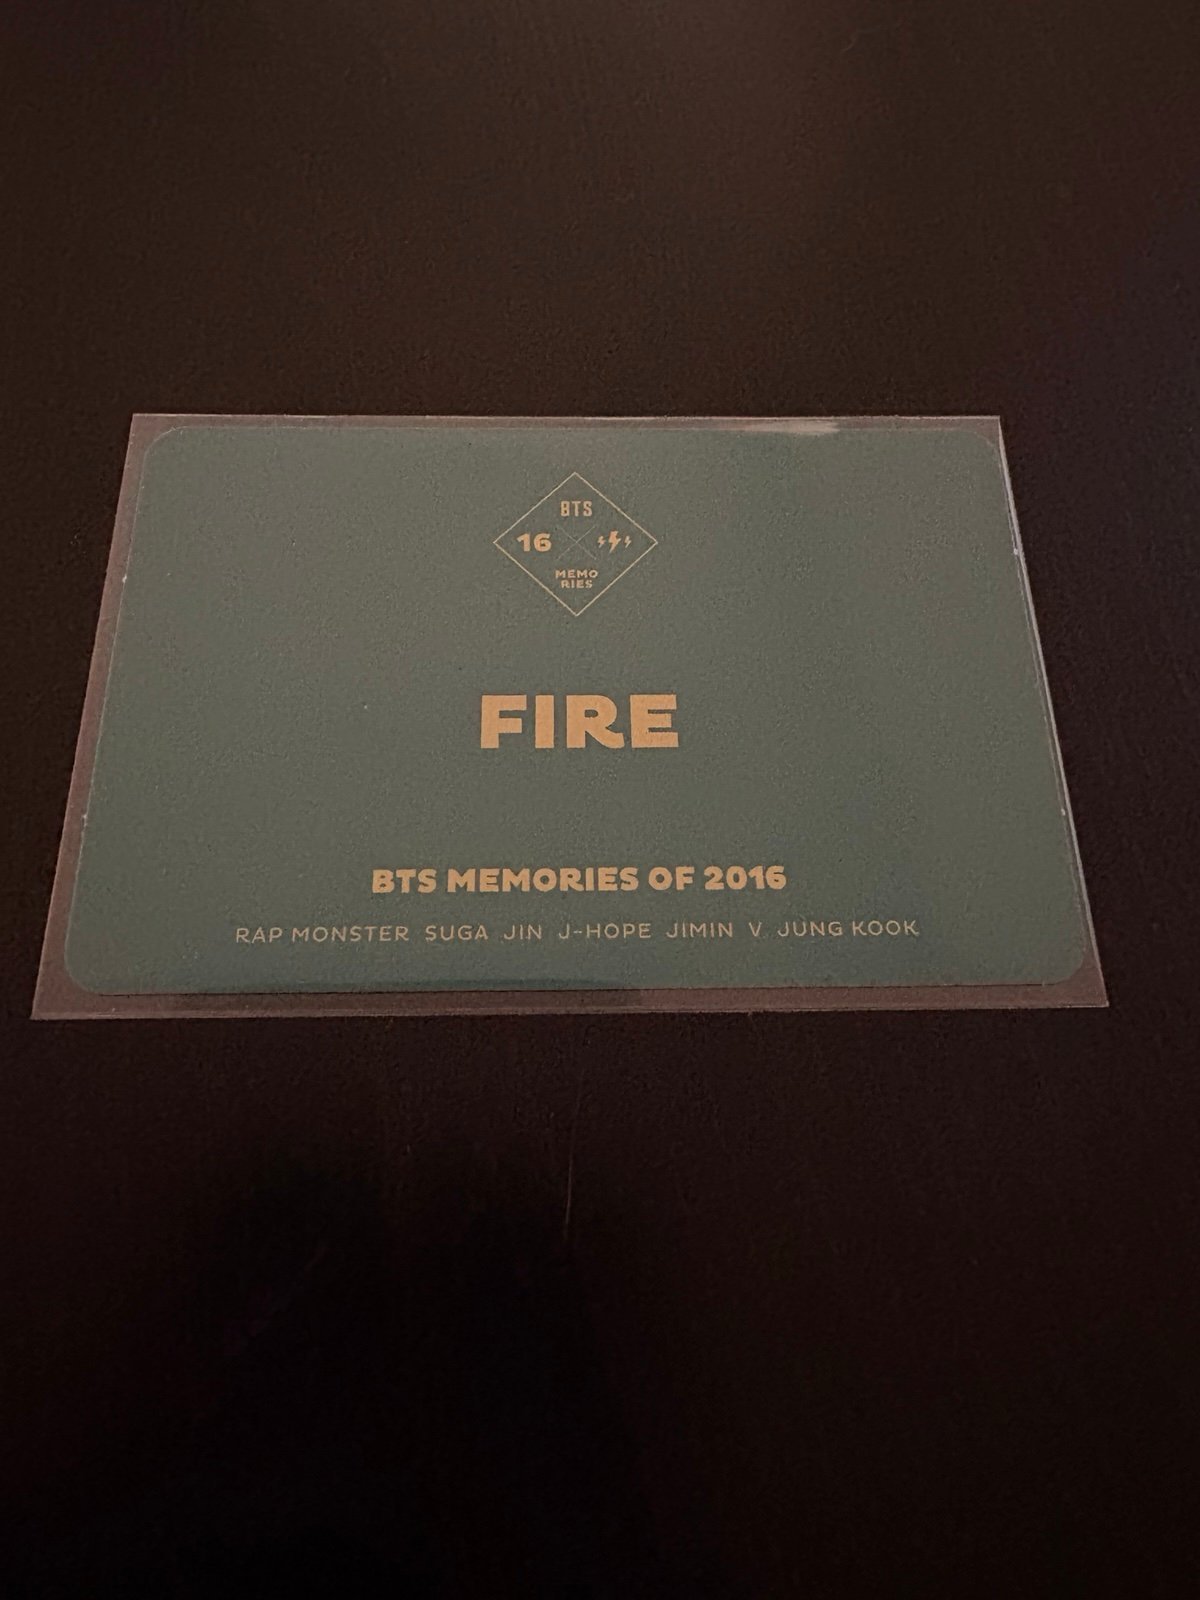 BTS
16
MEMO
RIES
FIRE
BTS MEMORIES OF 2016
RAP MONSTER SUGA JIN J-HOPE JIMIN V JUNG KOOK